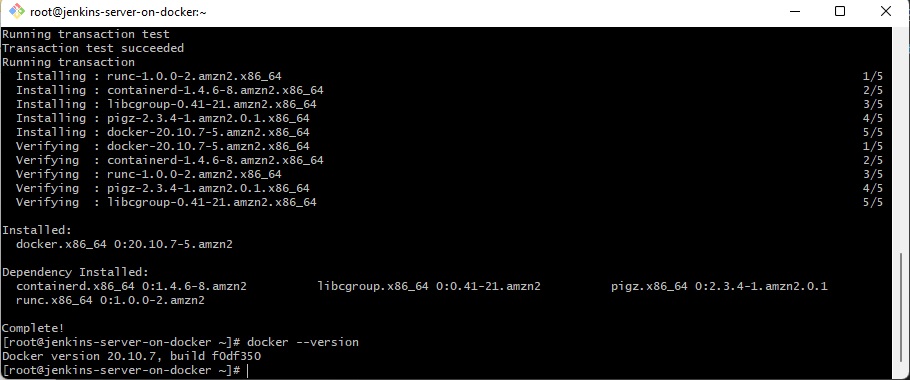 root@jenkins-server-on-docker:~
Running transaction test
Transaction test succeeded
Running transaction
  Installing : runc-1.0.0-2.amzn2.x86_64 1/5
  Installing : containerd-1.4.6-8.amzn2.x86_64 2/5
  Installing : libcgroup-0.41-21.amzn2.x86_64 3/5
  Installing : pigz-2.3.4-1.amzn2.0.1.x86_64 4/5
  Installing : docker-20.10.7-5.amzn2.x86_64 5/5
  Verifying  : docker-20.10.7-5.amzn2.x86_64 1/5
  Verifying  : containerd-1.4.6-8.amzn2.x86_64 2/5
  Verifying  : runc-1.0.0-2.amzn2.x86_64 3/5
  Verifying  : pigz-2.3.4-1.amzn2.0.1.x86_64 4/5
  Verifying  : libcgroup-0.41-21.amzn2.x86_64 5/5
Installed:
  docker.x86_64 0:20.10.7-5.amzn2
Dependency Installed:
  containerd.x86_64 0:1.4.6-8.amzn2 libcgroup.x86_64 0:0.41-21.amzn2 pigz.x86_64 0:2.3.4-1.amzn2.0.1
  runc.x86_64 0:1.0.0-2.amzn2
Complete!
[root@jenkins-server-on-docker ~]# docker --version
Docker version 20.10.7, build f0df350
[root@jenkins-server-on-docker ~]#